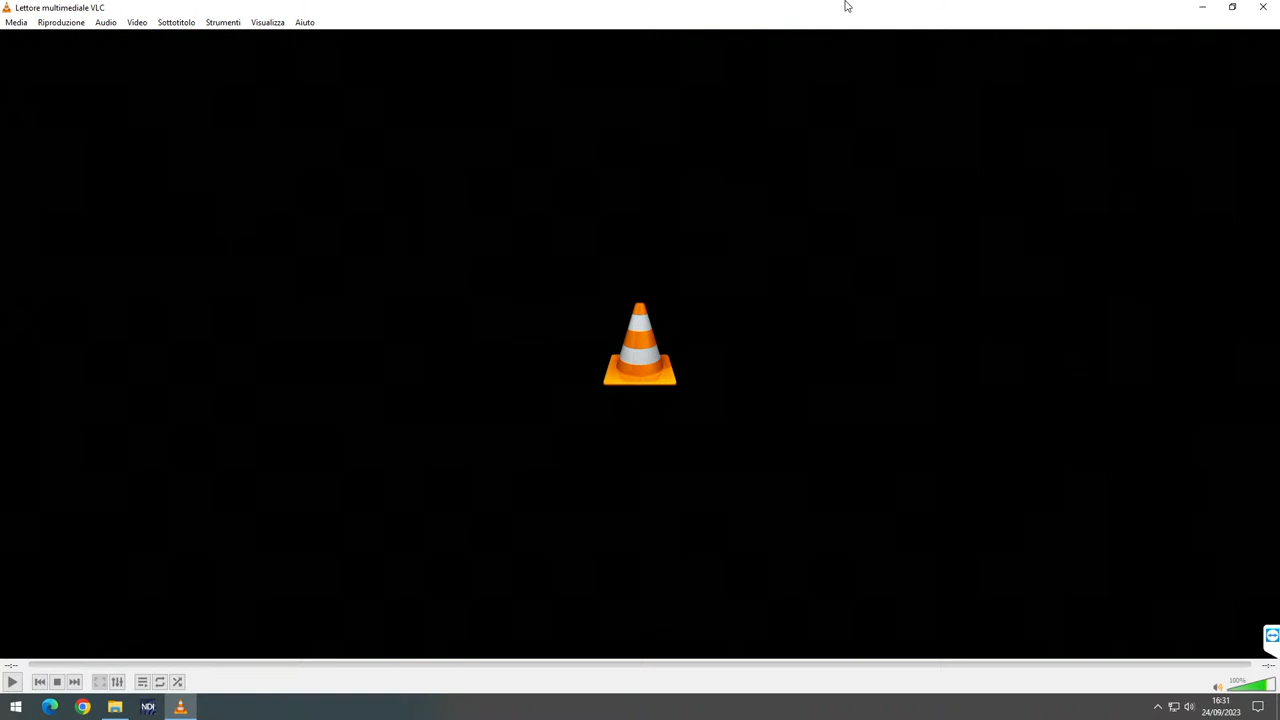 Lettore multimediale VLC
Media Riproduzione Audio Video Sottotitolo Strumenti Visualizza Aiuto
--:-- --:--
100%
NDI
16:31
24/09/2023